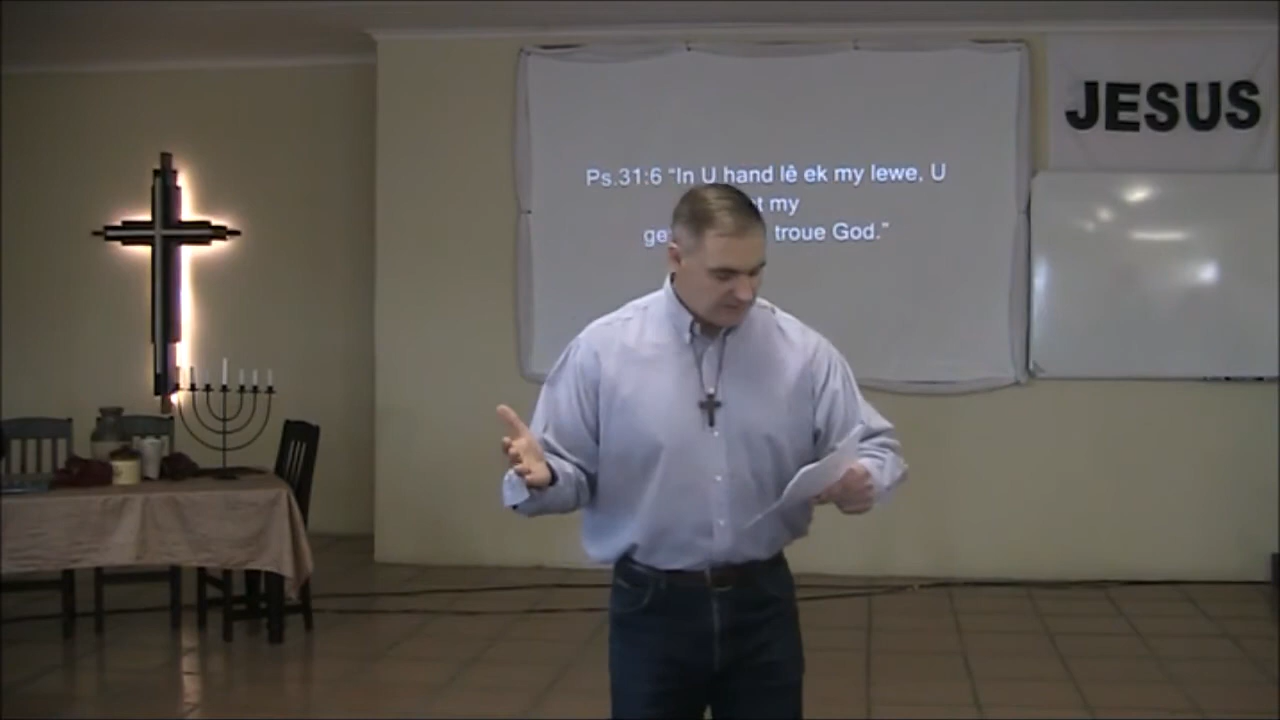 Ps.31:6 “In U hand lê ek my lewe, U
my
troue God.”
JESUS